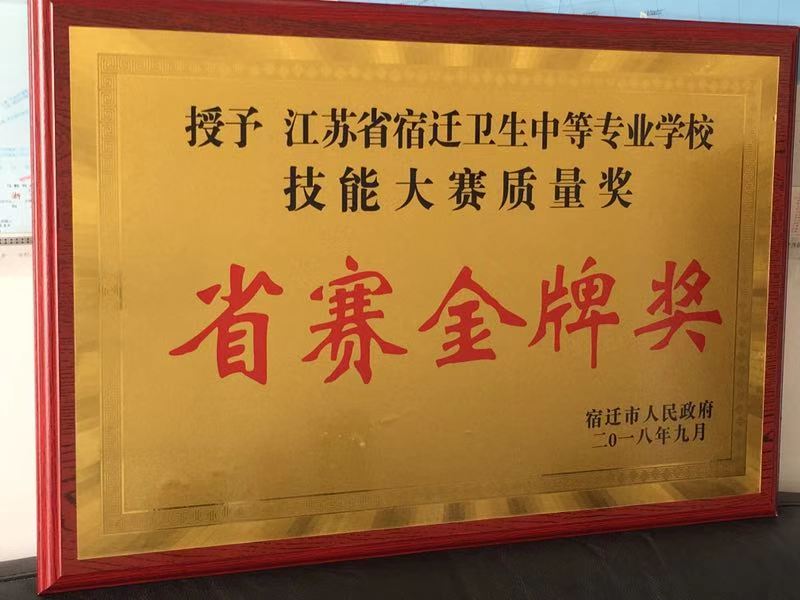 授予 江苏省宿迁卫生中等专业学校
技能大赛质量奖
省赛金牌奖
宿迁市人民政府
二0一八年九月